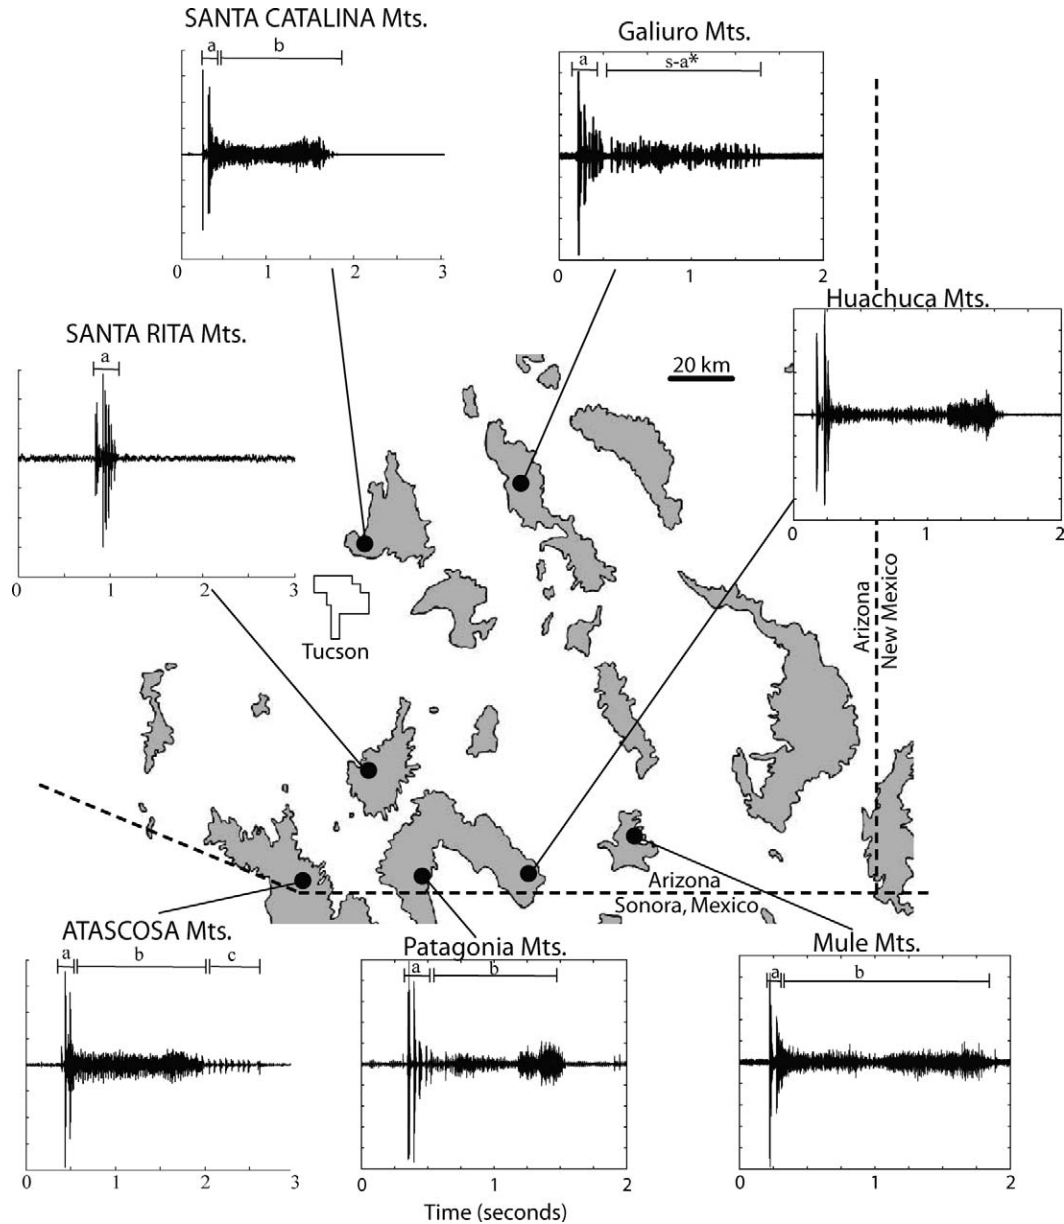 SANTA CATALINA Mts.
a b
0 1 2 3
Galiuro Mts.
a s-a*
0 1 2
SANTA RITA Mts.
a
0 1 2 3
20 km
Huachuca Mts.
0 1 2
Arizona
New Mexico
Tucson
Arizona
Sonora, Mexico
ATASCOSA Mts.
a b c
0 1 2 3
Patagonia Mts.
a b
0 1 2
Mule Mts.
a b
0 1 2
Time (seconds)